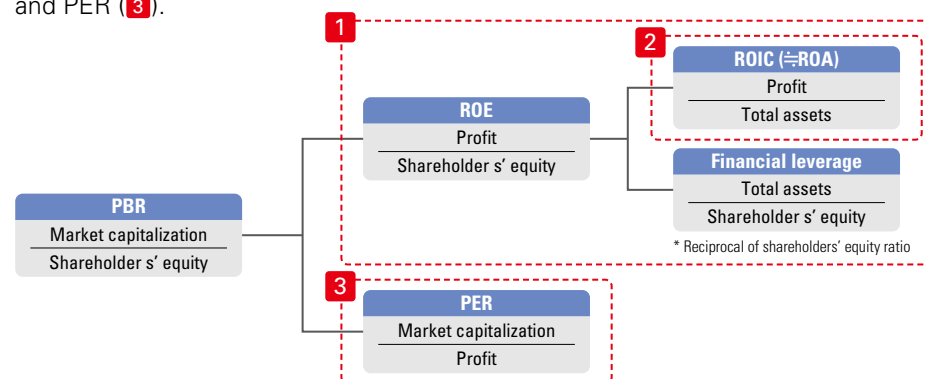 and PER (3).
1
2
ROIC (≒ROA)
Profit
Total assets
ROE
Profit
Shareholder s’ equity
Financial leverage
Total assets
Shareholder s’ equity
* Reciprocal of shareholders’ equity ratio
PBR
Market capitalization
Shareholder s’ equity
3
PER
Market capitalization
Profit